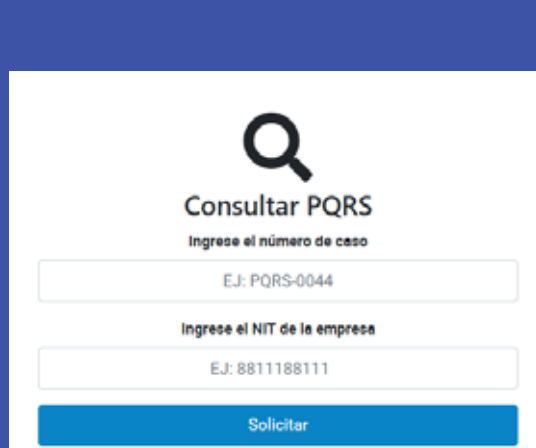 Consultar PQRS
Ingrese el número de caso
EJ: PQRS-0044
Ingrese el NIT de la empresa
EJ: 8811188111
Solicitar